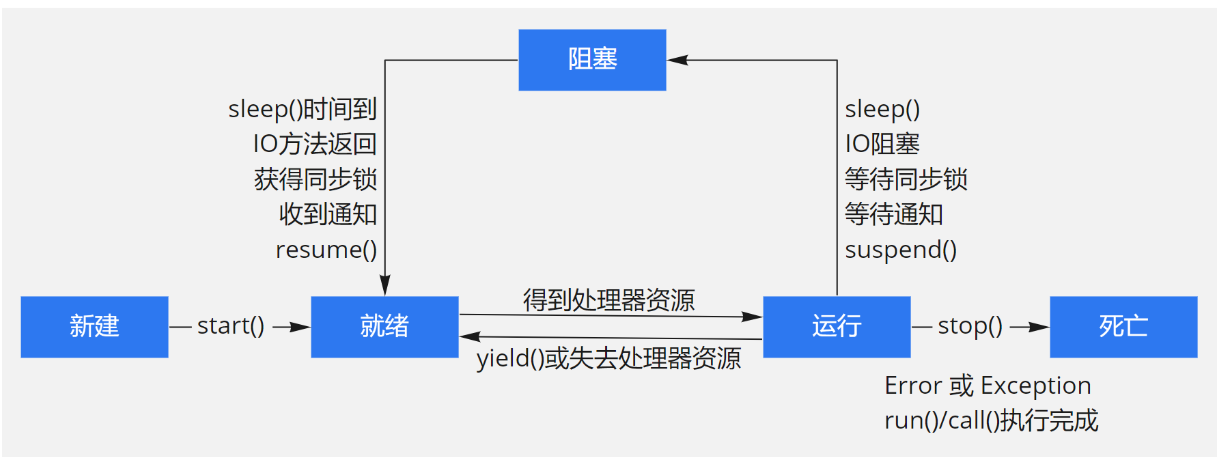 阻塞
sleep()时间到
IO方法返回
获得同步锁
收到通知
resume()
sleep()
IO阻塞
等待同步锁
等待通知
suspend()
新建
start()
就绪
得到处理器资源
yield()或失去处理器资源
运行
stop()
死亡
Error 或 Exception
run()/call()执行完成